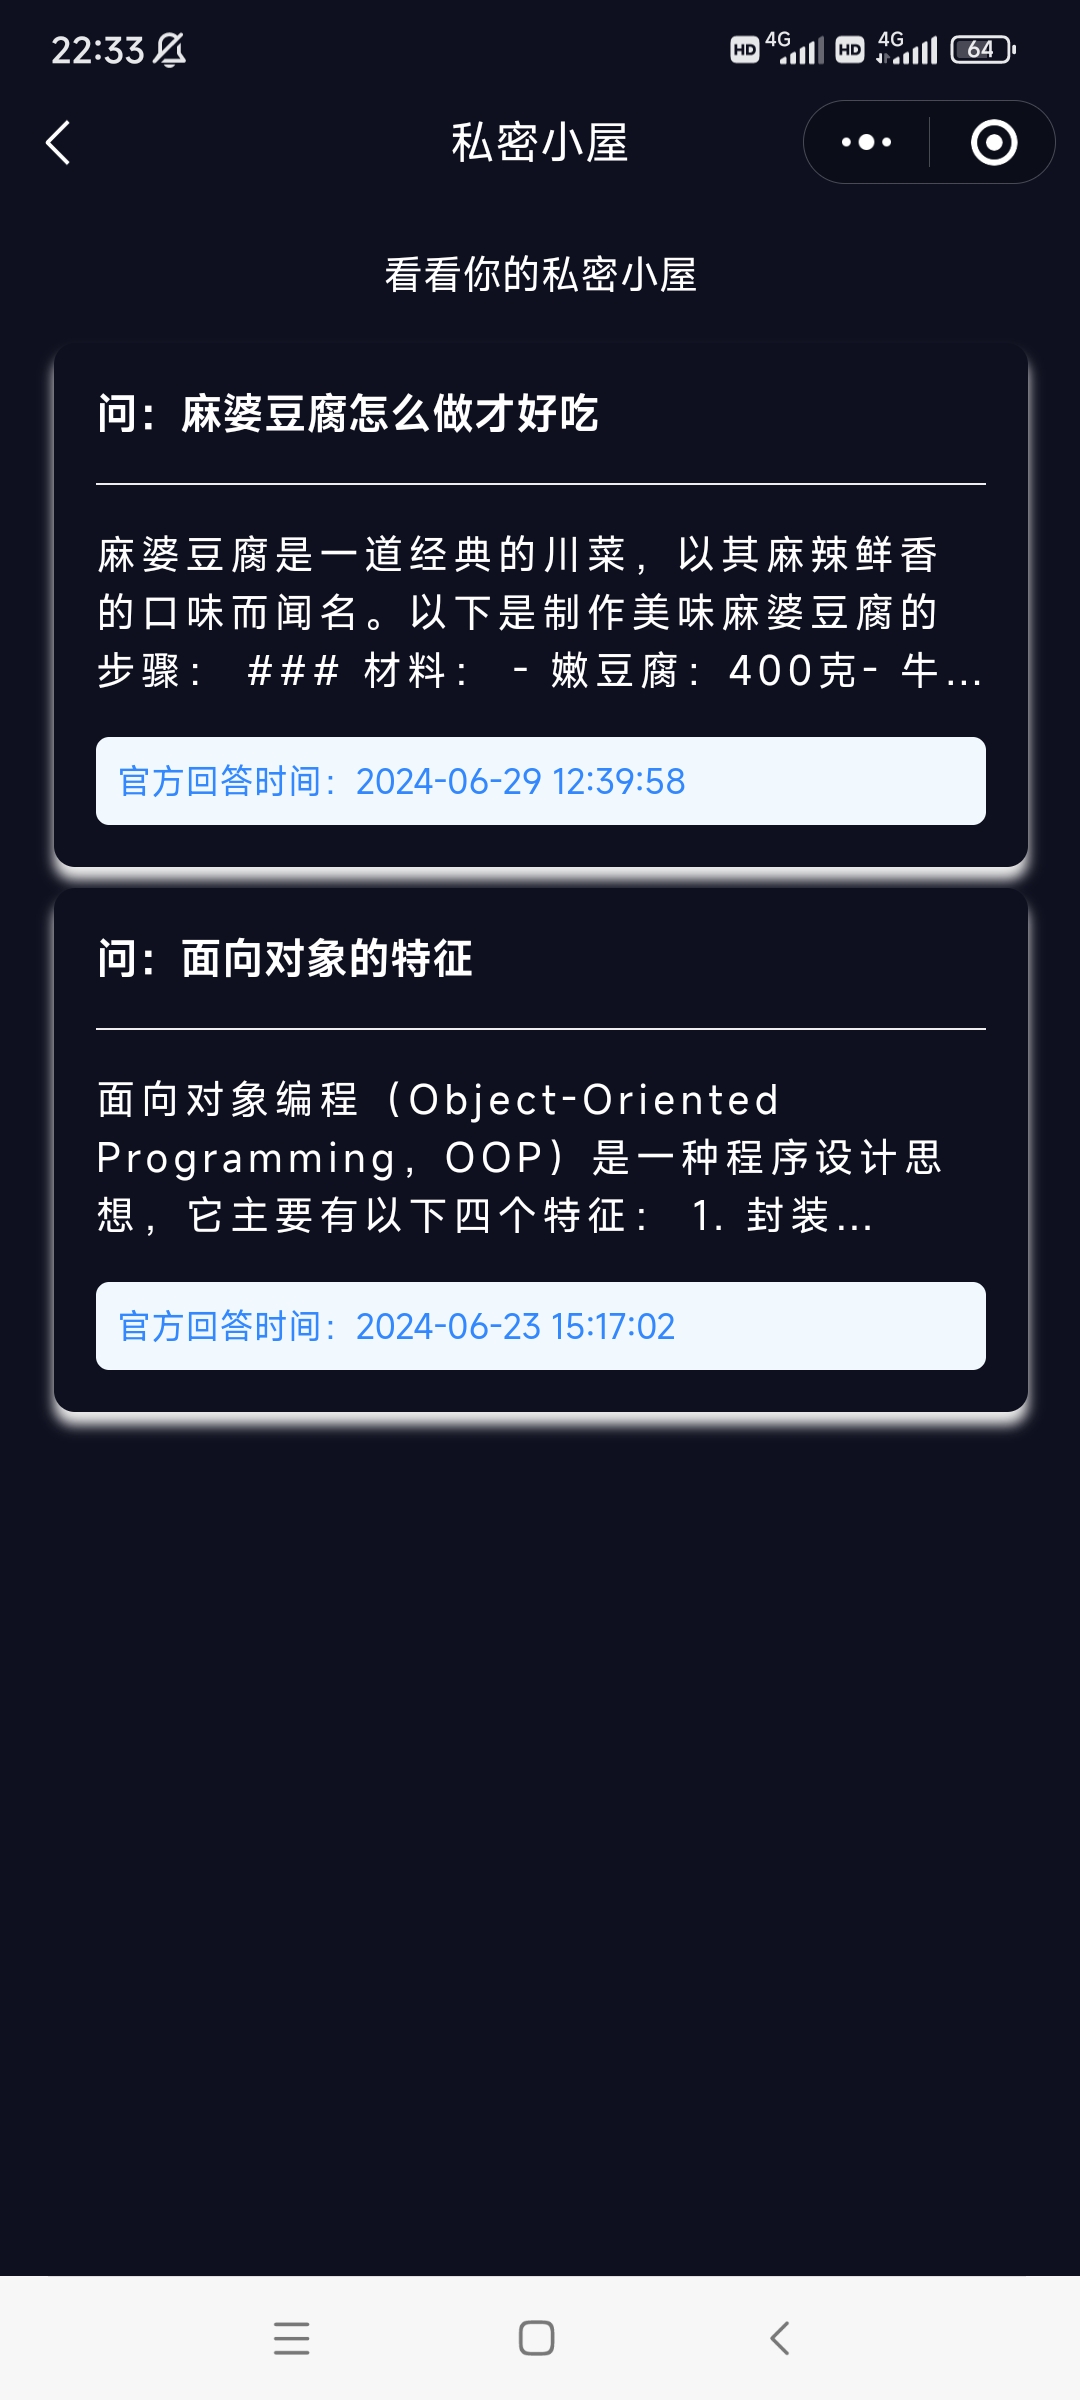 22:33 HD 4G HD 4G 64
私密小屋
看看你的私密小屋
问：麻婆豆腐怎么做才好吃
麻婆豆腐是一道经典的川菜，以其麻辣鲜香
的口味而闻名。以下是制作美味麻婆豆腐的
步骤： ### 材料： - 嫩豆腐：400克- 牛...
官方回答时间：2024-06-29 12:39:58
问：面向对象的特征
面向对象编程（Object-Oriented
Programming，OOP）是一种程序设计思
想，它主要有以下四个特征： 1. 封装...
官方回答时间：2024-06-23 15:17:02